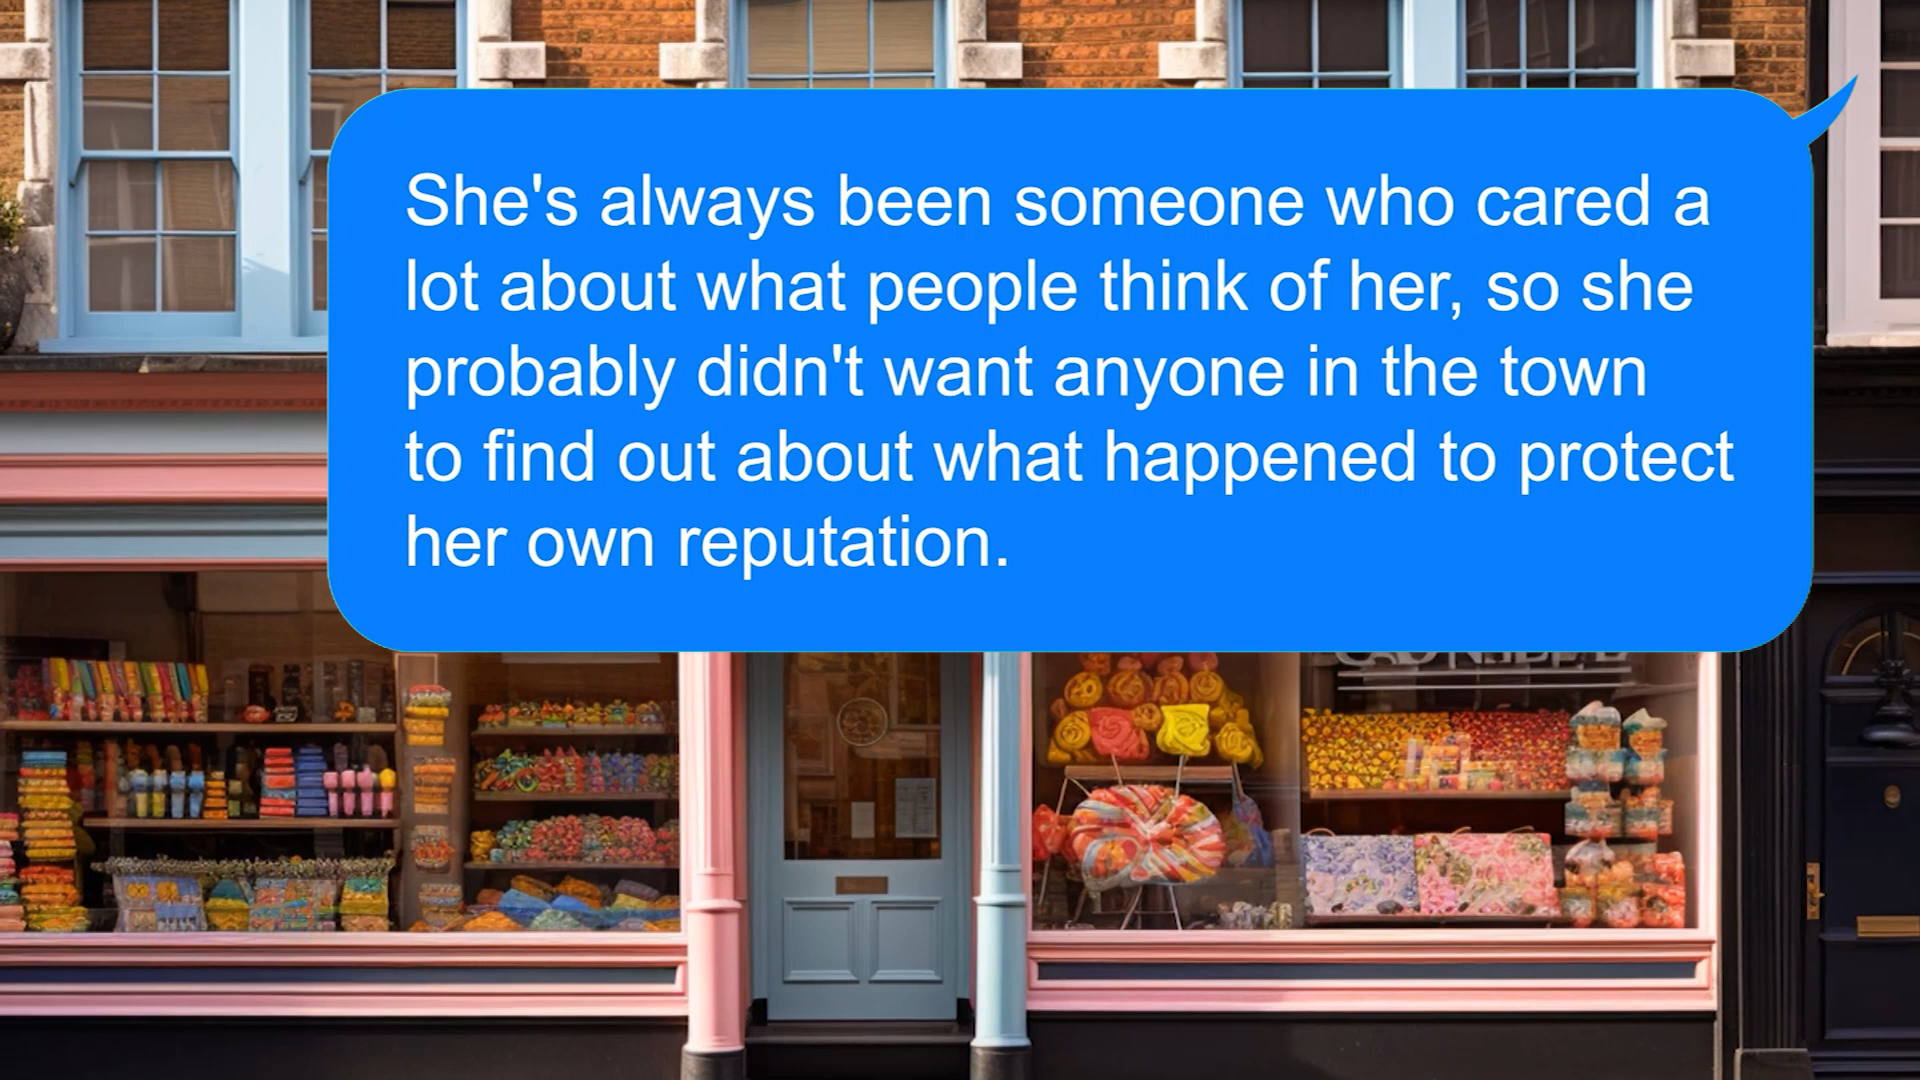 She's always been someone who cared a
lot about what people think of her, so she
probably didn't want anyone in the town
to find out about what happened to protect
her own reputation.